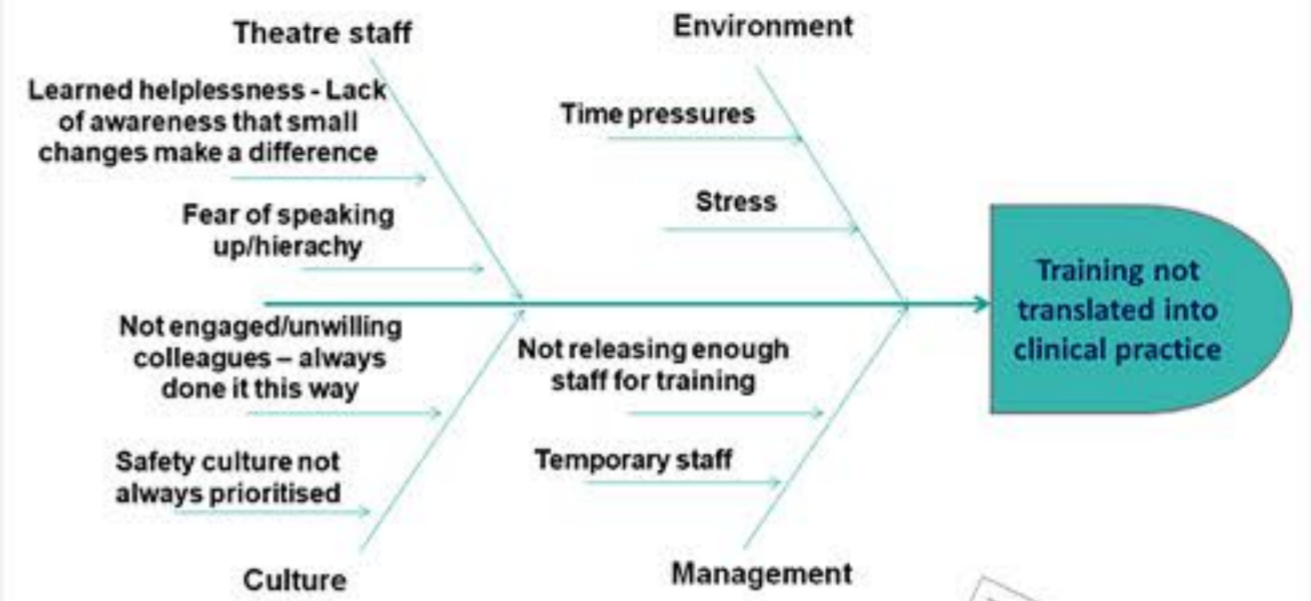 Theatre staff
Learned helplessness - Lack
of awareness that small
changes make a difference
Fear of speaking
up/hierachy
Environment
Time pressures
Stress
Not engaged/unwilling
colleagues – always
done it this way
Safety culture not
always prioritised
Culture
Not releasing enough
staff for training
Temporary staff
Management
Training not
translated into
clinical practice